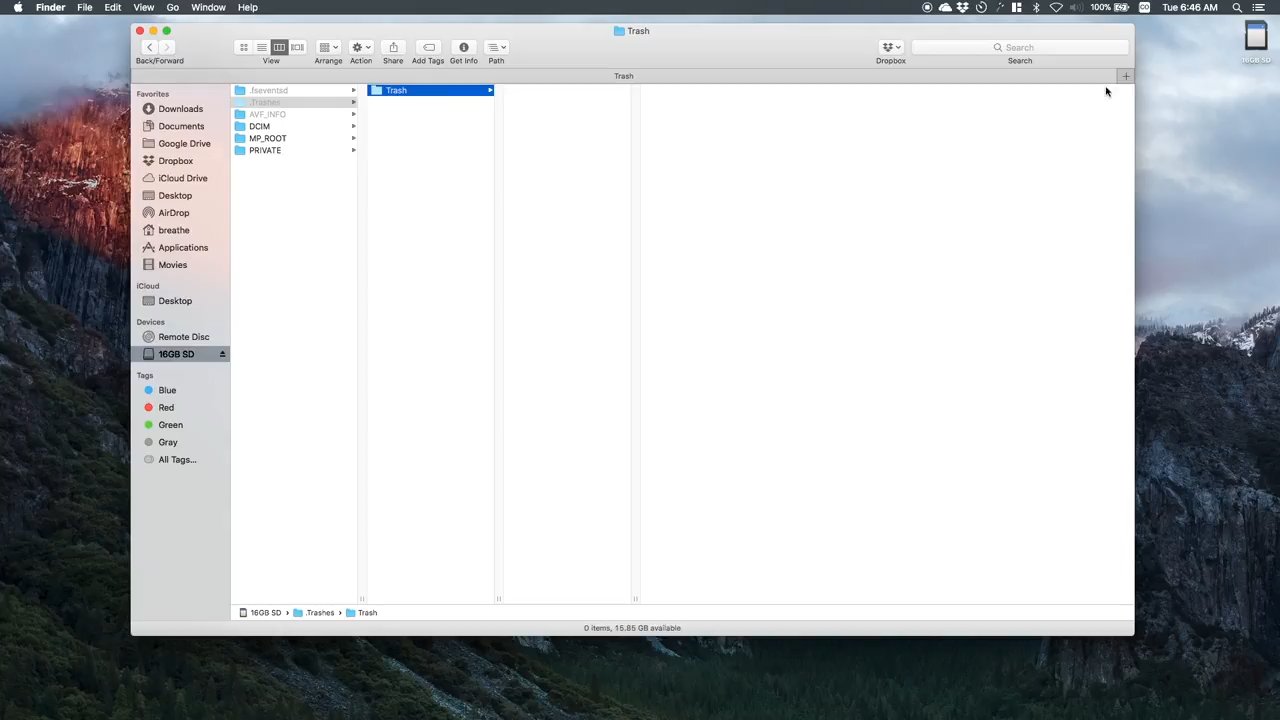 Finder File Edit View Go Window Help 100% CO Tue 6:46 AM
Trash
Back/Forward View Arrange Action Share Add Tags Get Info Path Dropbox Search
Search
Trash
Favorites
Downloads
Documents
Google Drive
Dropbox
iCloud Drive
Desktop
AirDrop
breathe
Applications
Movies
iCloud
Desktop
Devices
Remote Disc
16GB SD
Tags
Blue
Red
Green
Gray
All Tags...
.fseventsd
.Trashes
AVF_INFO
DCIM
MP_ROOT
PRIVATE
Trash
16GB SD › .Trashes › Trash
0 items, 15.85 GB available
16GB SD